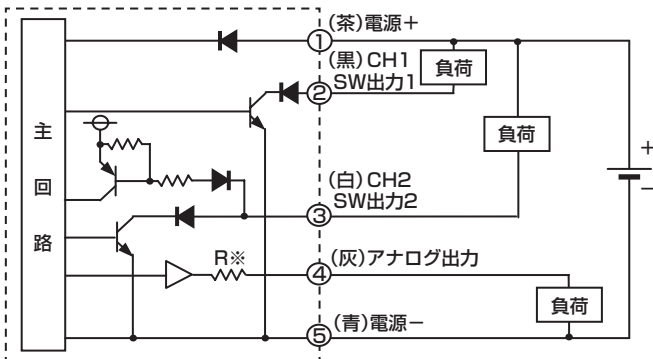 ① (茶)電源+
(黒)CH1
SW出力1
②
負荷
主回路
負荷
+
−
(白)CH2
SW出力2
③
R※
④ (灰)アナログ出力
負荷
⑤ (青)電源−